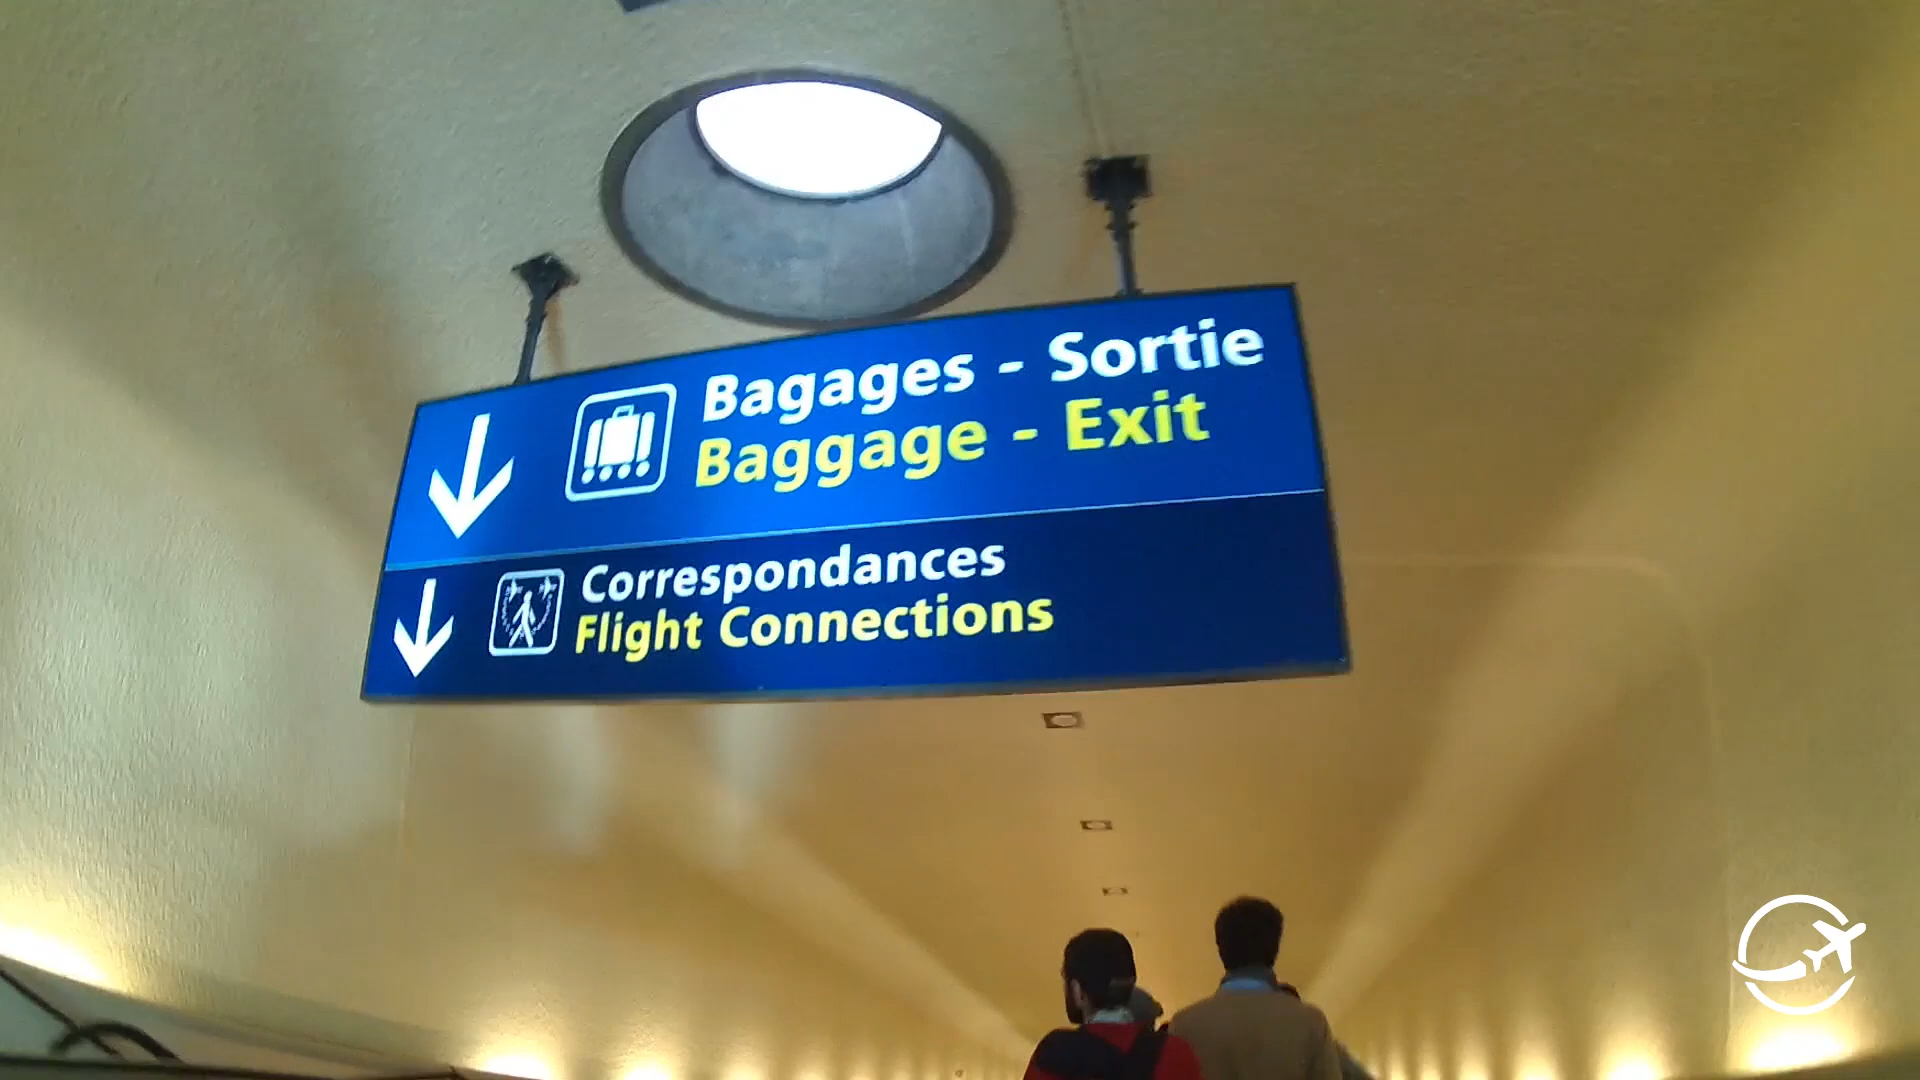 Bagages - Sortie
Baggage - Exit
Correspondances
Flight Connections